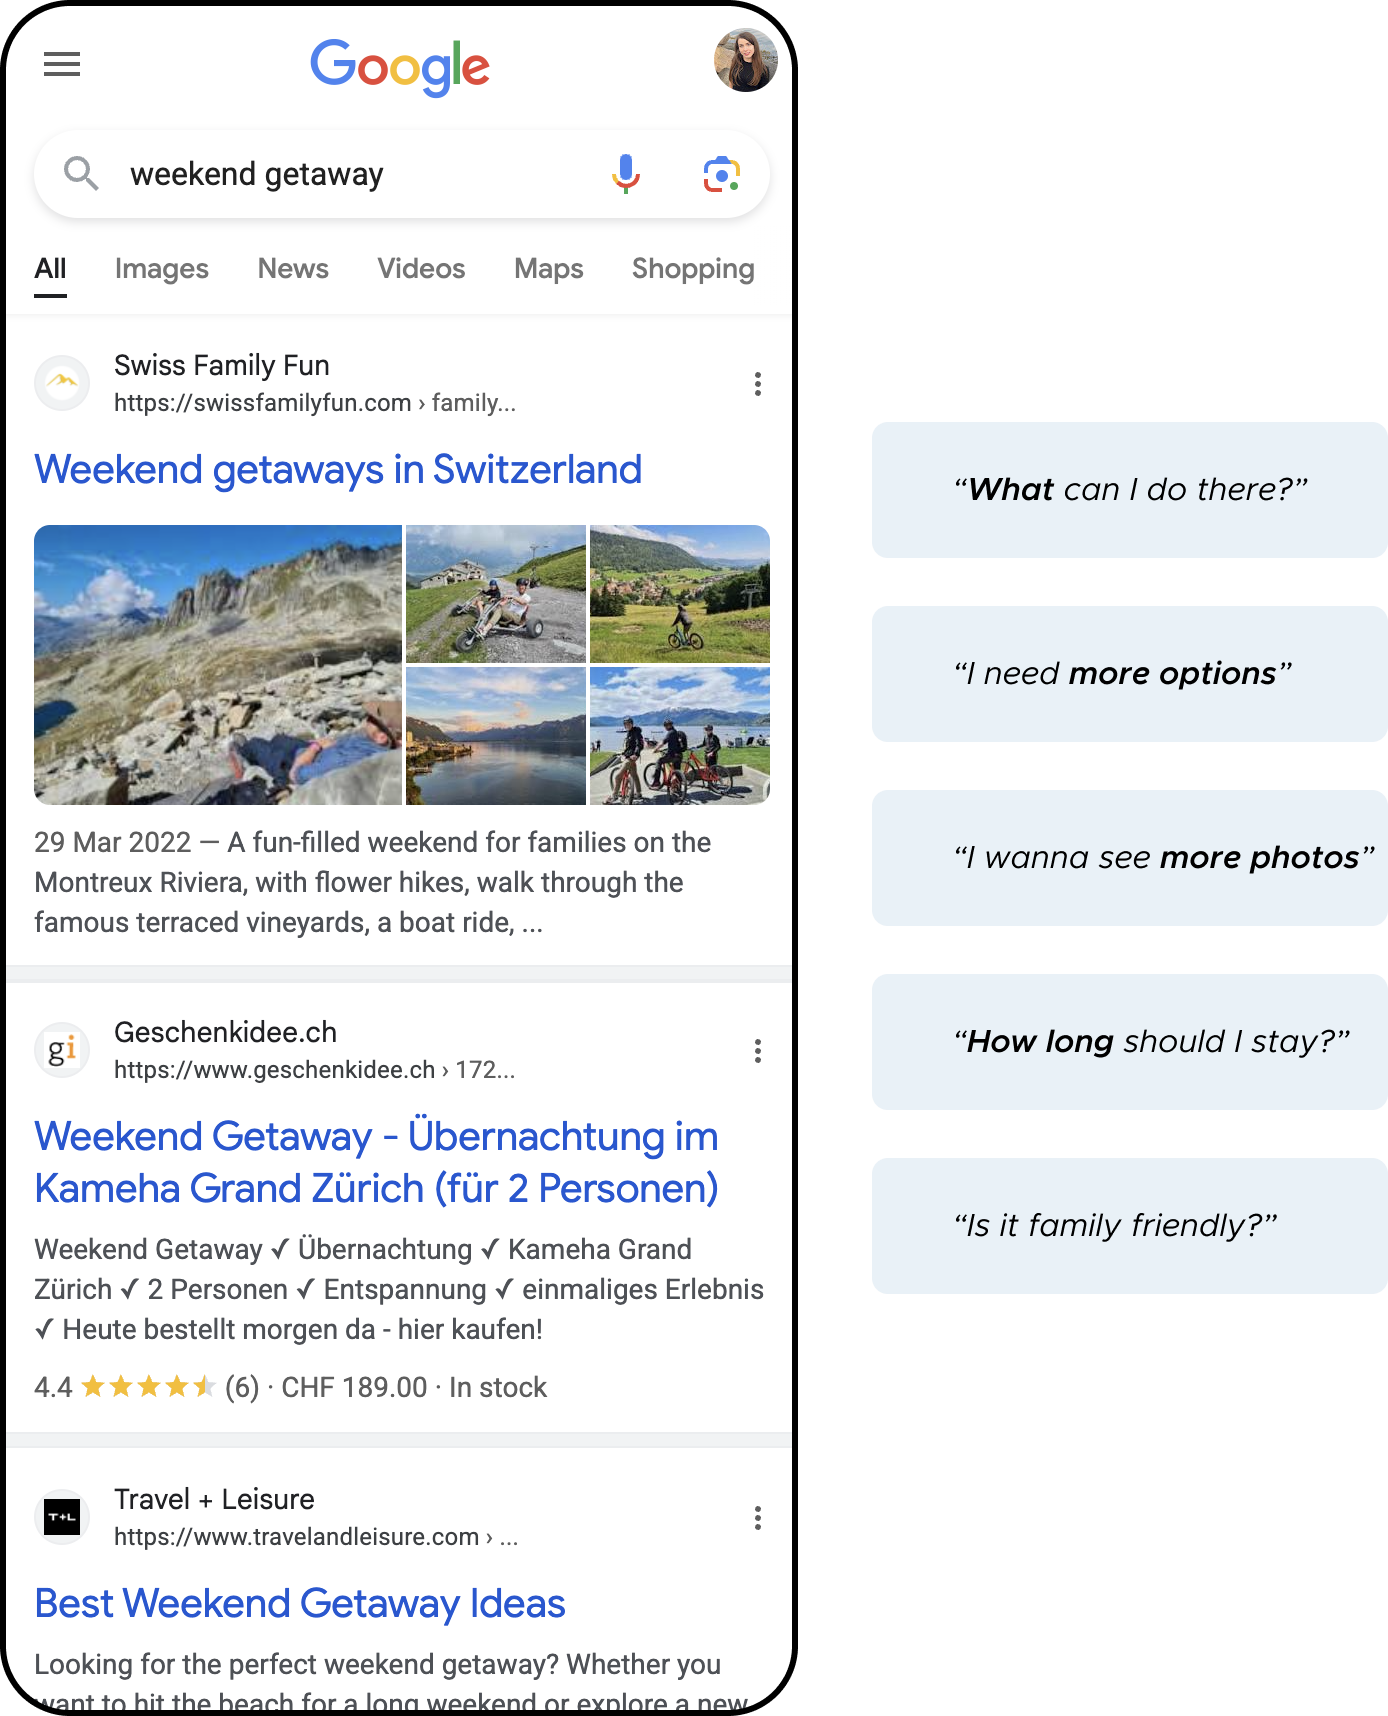 Google
weekend getaway
All Images News Videos Maps Shopping
Swiss Family Fun
https://swissfamilyfun.com › family...
Weekend getaways in Switzerland
29 Mar 2022 — A fun-filled weekend for families on the
Montreux Riviera, with flower hikes, walk through the
famous terraced vineyards, a boat ride, ...
gi
Geschenkidee.ch
https://www.geschenkidee.ch › 172...
Weekend Getaway - Übernachtung im
Kameha Grand Zürich (für 2 Personen)
Weekend Getaway ✓ Übernachtung ✓ Kameha Grand
Zürich ✓ 2 Personen ✓ Entspannung ✓ einmaliges Erlebnis
✓ Heute bestellt morgen da - hier kaufen!
4.4 (6) · CHF 189.00 · In stock
T+L
Travel + Leisure
https://www.travelandleisure.com › ...
Best Weekend Getaway Ideas
Looking for the perfect weekend getaway? Whether you
want to hit the beach for a long weekend or explore a new
“What can I do there?”
“I need more options”
“I wanna see more photos”
“How long should I stay?”
“Is it family friendly?”